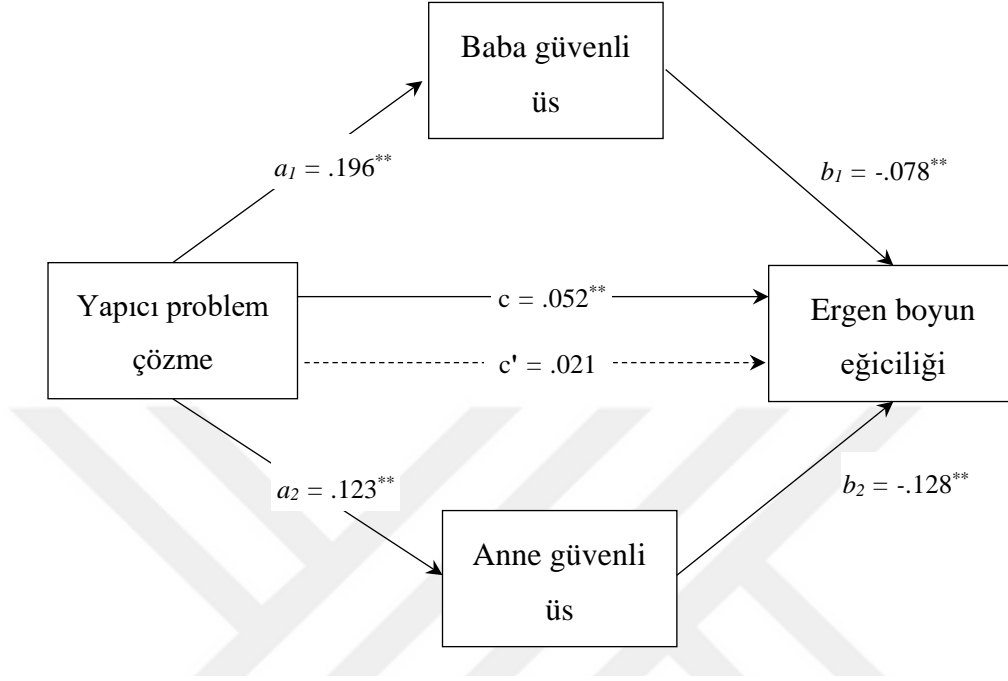 Baba güvenli
üs
a1 = .196**
b1 = -.078**
Yapıcı problem
çözme
c = .052**
c' = .021
Ergen boyun
eğiciliği
a2 = .123**
b2 = -.128**
Anne güvenli
üs